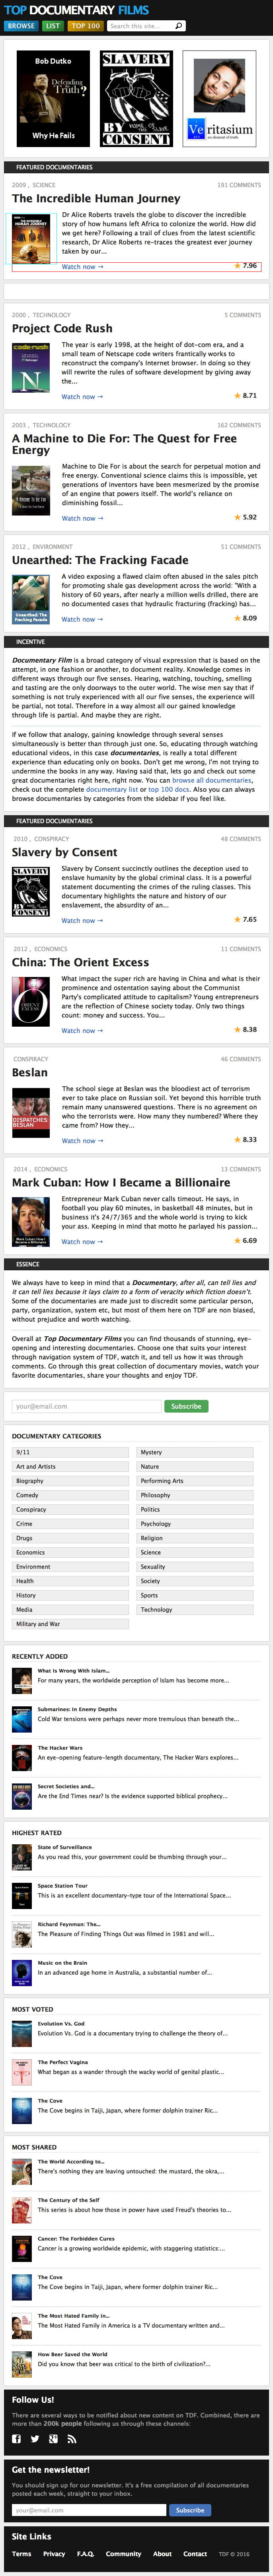 TOP DOCUMENTARY FILMS
BROWSE LIST TOP 100 Search this site...
Bob Dutko
Defending Truth?
Why He Fails
SLAVERY
BY CONSENT
Veritasium
an element of truth.
FEATURED DOCUMENTARIES
2009 , SCIENCE 191 COMMENTS
The Incredible Human Journey
Dr Alice Roberts travels the globe to discover the incredible
story of how humans left Africa to colonise the world. How did
we get here? Following a trail of clues from the latest scientific
research, Dr Alice Roberts re-traces the greatest ever journey
taken by our...
Watch now → 7.96
2000 , TECHNOLOGY 5 COMMENTS
Project Code Rush
The year is early 1998, at the height of dot-com era, and a
small team of Netscape code writers frantically works to
reconstruct the company's Internet browser. In doing so they
will rewrite the rules of software development by giving away
the...
Watch now → 8.71
2003 , TECHNOLOGY 162 COMMENTS
A Machine to Die For: The Quest for Free
Energy
Machine to Die For is about the search for perpetual motion and
free energy. Conventional science claims this is impossible, yet
generations of inventors have been mesmerized by the promise
of an engine that powers itself. The world's reliance on
diminishing fossil...
Watch now → 5.92
2012 , ENVIRONMENT 51 COMMENTS
Unearthed: The Fracking Facade
A video exposing a flawed claim often abused in the sales pitch
for promoting shale gas development across the world: "With a
history of 60 years, after nearly a million wells drilled, there are
no documented cases that hydraulic fracturing (fracking) has...
Watch now → 8.09
INCENTIVE
Documentary Film is a broad category of visual expression that is based on the
attempt, in one fashion or another, to document reality. Knowledge comes in
different ways through our five senses. Hearing, watching, touching, smelling
and tasting are the only doorways to the outer world. The wise men say that if
something is not truly experienced with all our five senses, the experience will
be partial, not total. Therefore in a way almost all our gained knowledge
through life is partial. And maybe they are right.
If we follow that analogy, gaining knowledge through several senses
simultaneously is better than through just one. So, educating through watching
educational videos, in this case documentaries, is really a total different
experience than educating only on books. Don't get me wrong, I'm not trying to
undermine the books in any way. Having said that, lets go and check out some
great documentaries right here, right now. You can browse all documentaries,
check out the complete documentary list or top 100 docs. Also you can always
browse documentaries by categories from the sidebar if you feel like.
FEATURED DOCUMENTARIES
2010 , CONSPIRACY 48 COMMENTS
Slavery by Consent
Slavery by Consent succinctly outlines the deception used to
enslave humanity by the global criminal class. It is a powerful
statement documenting the crimes of the ruling classes. This
documentary highlights the nature and history of our
enslavement, the absurdity of an...
Watch now → 7.65
2012 , ECONOMICS 11 COMMENTS
China: The Orient Excess
What impact the super rich are having in China and what is their
prominence and ostentation saying about the Communist
Party's complicated attitude to capitalism? Young entrepreneurs
are the reflection of Chinese society today. Only two things
count: money and success. You...
Watch now → 8.38
CONSPIRACY 46 COMMENTS
Beslan
The school siege at Beslan was the bloodiest act of terrorism
ever to take place on Russian soil. Yet beyond this horrible truth
remain many unanswered questions. There is no agreement on
who the terrorists were. How many they numbered? Where they
came from? How they...
Watch now → 8.33
2014 , ECONOMICS 13 COMMENTS
Mark Cuban: How I Became a Billionaire
Entrepreneur Mark Cuban never calls timeout. He says, in
football you play 60 minutes, in basketball 48 minutes, but in
business it's 24/7/365 and the whole world is trying to kick
your ass. Keeping in mind that motto he parlayed his passion...
Watch now → 6.69
ESSENCE
We always have to keep in mind that a Documentary, after all, can tell lies and
it can tell lies because it lays claim to a form of veracity which fiction doesn't.
Some of the documentaries are made just to discredit some particular person,
party, organization, system etc, but most of them here on TDF are non biased,
without prejudice and worth watching.
Overall at Top Documentary Films you can find thousands of stunning, eye-
opening and interesting documentaries. Choose one that suits your interest
through navigation system of TDF, watch it, and tell us how it was through
comments. Go through this great collection of documentary movies, watch your
favorite documentaries, share your thoughts and enjoy TDF.
your@email.com Subscribe
DOCUMENTARY CATEGORIES
9/11 Mystery
Art and Artists Nature
Biography Performing Arts
Comedy Philosophy
Conspiracy Politics
Crime Psychology
Drugs Religion
Economics Science
Environment Sexuality
Health Society
History Sports
Media Technology
Military and War
RECENTLY ADDED
What Is Wrong With Islam...
For many years, the worldwide perception of Islam has become more...
Submarines: In Enemy Depths
Cold War tensions were perhaps never more tremulous than beneath the...
The Hacker Wars
An eye-opening feature-length documentary, The Hacker Wars explores...
Secret Societies and...
Are the End Times near? Is the evidence supported biblical prophecy...
HIGHEST RATED
State of Surveillance
As you read this, your government could be thumbing through your...
Space Station Tour
This is an excellent documentary-type tour of the International Space...
Richard Feynman: The...
The Pleasure of Finding Things Out was filmed in 1981 and will...
Music on the Brain
In an advanced age home in Australia, a substantial number of...
MOST VOTED
Evolution Vs. God
Evolution Vs. God is a documentary trying to challenge the theory of...
The Perfect Vagina
What began as a wander through the wacky world of genital plastic...
The Cove
The Cove begins in Taiji, Japan, where former dolphin trainer Ric...
MOST SHARED
The World According to...
There's nothing they are leaving untouched: the mustard, the okra,...
The Century of the Self
This series is about how those in power have used Freud's theories to...
Cancer: The Forbidden Cures
Cancer is a growing worldwide epidemic, with staggering statistics:...
The Cove
The Cove begins in Taiji, Japan, where former dolphin trainer Ric...
The Most Hated Family in...
The Most Hated Family in America is a TV documentary written and...
How Beer Saved the World
Did you know that beer was critical to the birth of civilization?...
Follow Us!
There are several ways to be notified about new content on TDF. Combined, there are
more than 200k people following us through these channels:
Get the newsletter!
You should sign up for our newsletter. It's a free compilation of all documentaries
posted each week, straight to your inbox.
your@email.com Subscribe
Site Links
Terms Privacy F.A.Q. Community About Contact TDF © 2016